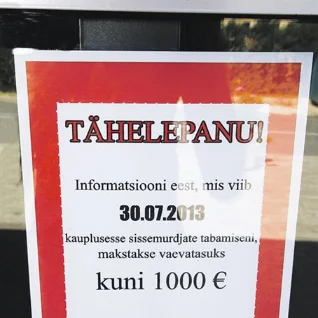 TÄHELEPANU!
Informatsiooni eest, mis viib
30.07.2013
kauplusesse sissemurdjate tabamiseni,
makstakse vaevatasuks
kuni 1000 €